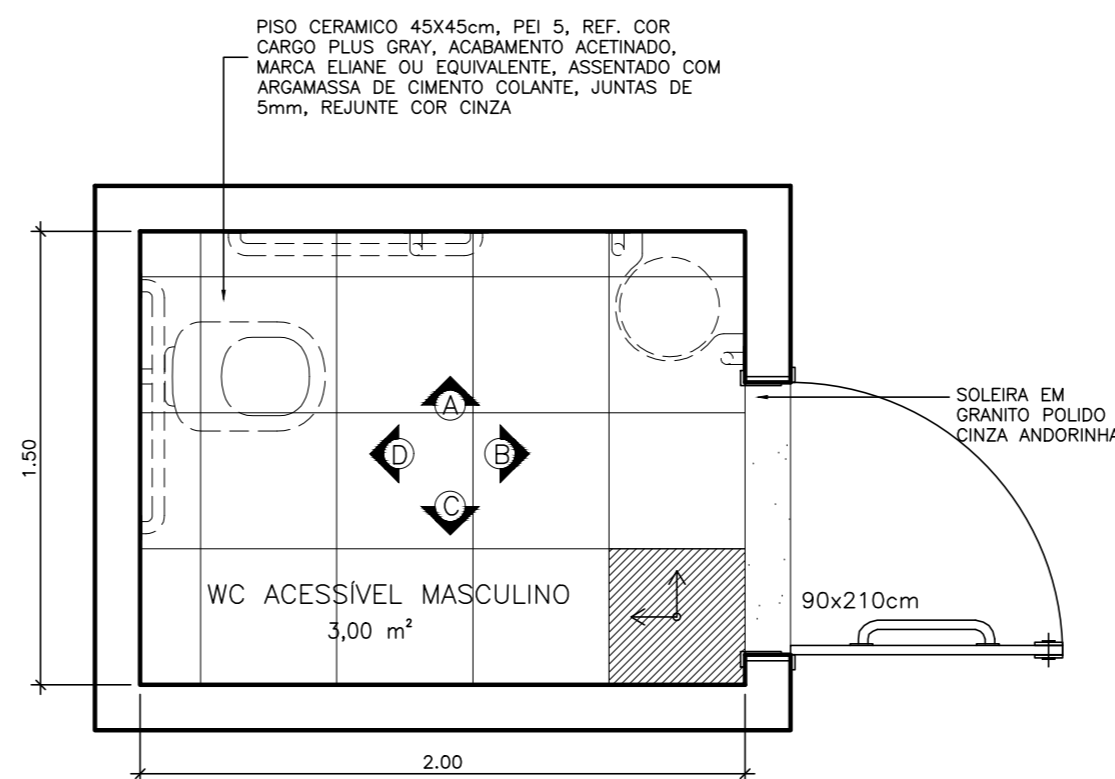 PISO CERAMICO 45X45cm, PEI 5, REF. COR
CARGO PLUS GRAY, ACABAMENTO ACETINADO,
MARCA ELIANE OU EQUIVALENTE, ASSENTADO COM
ARGAMASSA DE CIMENTO COLANTE, JUNTAS DE
5mm, REJUNTE COR CINZA
SOLEIRA EM
GRANITO POLIDO
CINZA ANDORINHA
A
D
B
C
1.50
WC ACESSÍVEL MASCULINO
3,00 m²
90x210cm
2.00